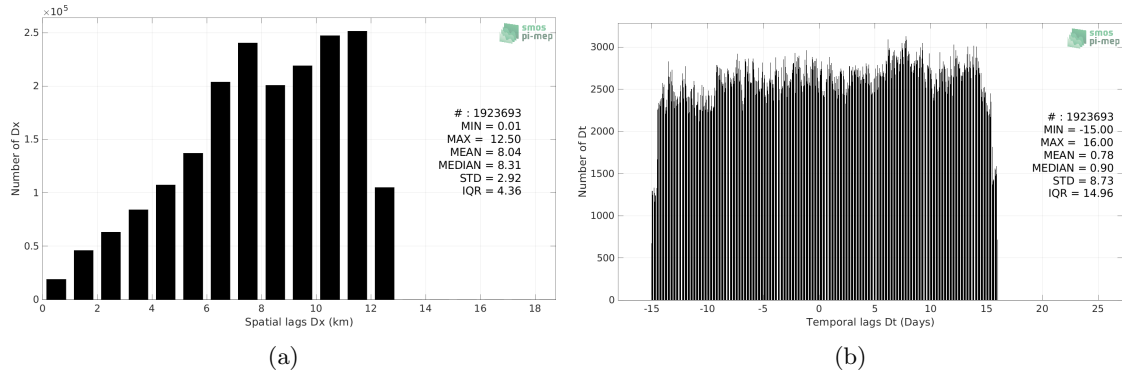 ×10⁵
2.5
2
1.5
1
0.5
0
Number of Dx
0 2 4 6 8 10 12 14 16 18
Spatial lags Dx (km)
smos
pi-mep
# : 1923693
MIN = 0.01
MAX = 12.50
MEAN = 8.04
MEDIAN = 8.31
STD = 2.92
IQR = 4.36
(a)
3000
2500
2000
1500
1000
500
0
Number of Dt
-15 -10 -5 0 5 10 15 20 25
Temporal lags Dt (Days)
smos
pi-mep
# : 1923693
MIN = -15.00
MAX = 16.00
MEAN = 0.78
MEDIAN = 0.90
STD = 8.73
IQR = 14.96
(b)